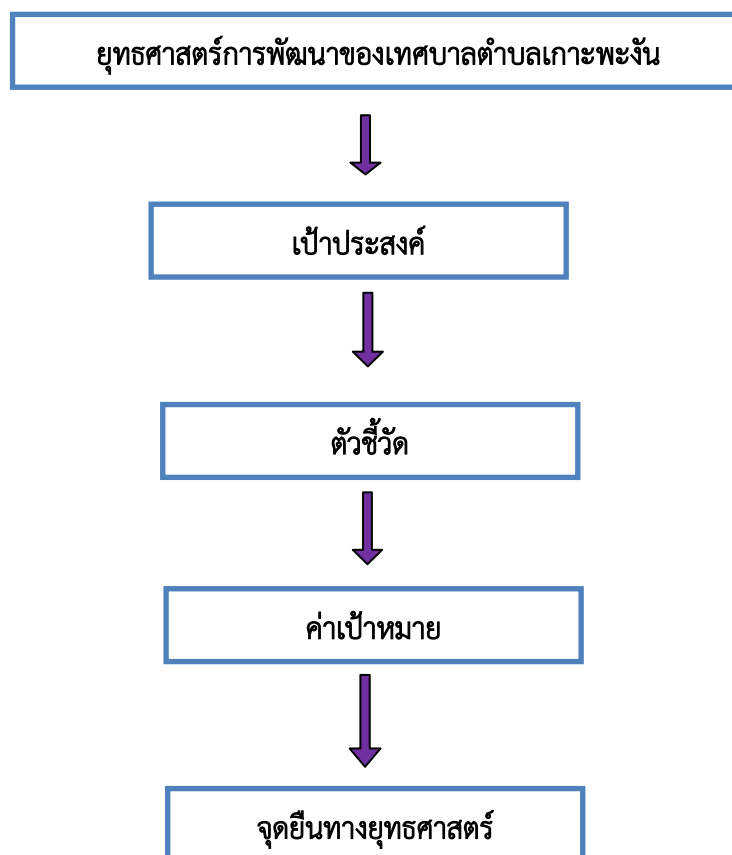 ยุทธศาสตร์การพัฒนาของเทศบาลตำบลเกาะพะงัน
เป้าประสงค์
ตัวชี้วัด
ค่าเป้าหมาย
จุดยืนทางยุทธศาสตร์